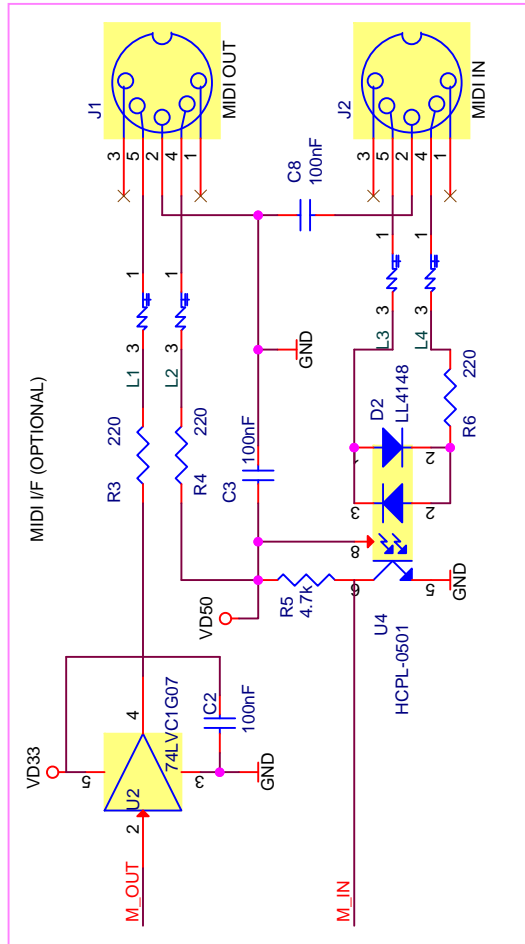 MIDI I/F (OPTIONAL)
J1
MIDI OUT
3
5
2
4
1
J2
MIDI IN
3
5
2
4
1
C8
100nF
1
3
L1
1
3
L2
1
3
L3
1
3
L4
GND
220
R3
220
R4
100nF
C3
220
R6
D2
LL4148
1
2
3
2
8
6
5
GND
U4
HCPL-0501
R5
4.7k
VD50
VD33
5
U2
4
74LVC1G07
2
3
C2
100nF
GND
M_OUT
M_IN